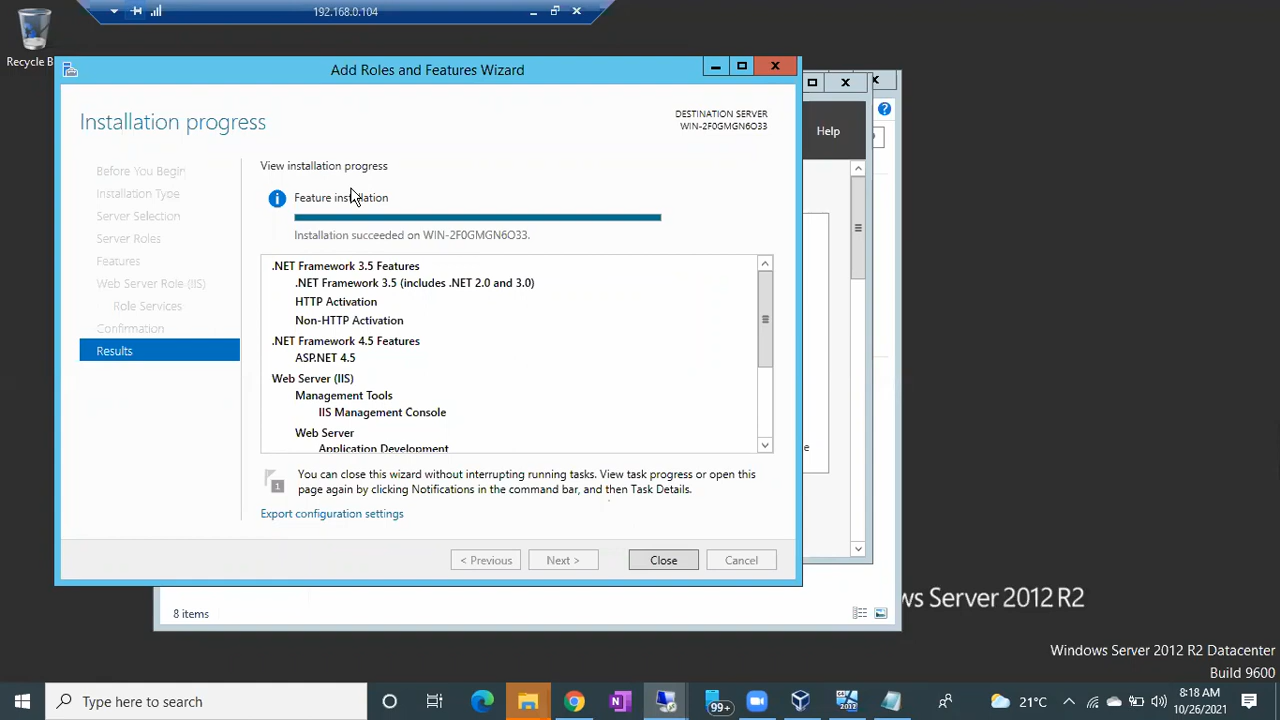 192.168.0.104
Recycle B
Add Roles and Features Wizard
Installation progress
DESTINATION SERVER
WIN-2F0GMGN6O33
Help
Before You Begin
Installation Type
Server Selection
Server Roles
Features
Web Server Role (IIS)
Role Services
Confirmation
Results
View installation progress
Feature installation
Installation succeeded on WIN-2F0GMGN6O33.
.NET Framework 3.5 Features
.NET Framework 3.5 (includes .NET 2.0 and 3.0)
HTTP Activation
Non-HTTP Activation
.NET Framework 4.5 Features
ASP.NET 4.5
Web Server (IIS)
Management Tools
IIS Management Console
Web Server
Application Development
e
1
You can close this wizard without interrupting running tasks. View task progress or open this
page again by clicking Notifications in the command bar, and then Task Details.
Export configuration settings
< Previous
Next >
Close
Cancel
8 items
ws Server 2012 R2
Windows Server 2012 R2 Datacenter
Build 9600
Type here to search
99+
2012
21°C
8:18 AM
10/26/2021